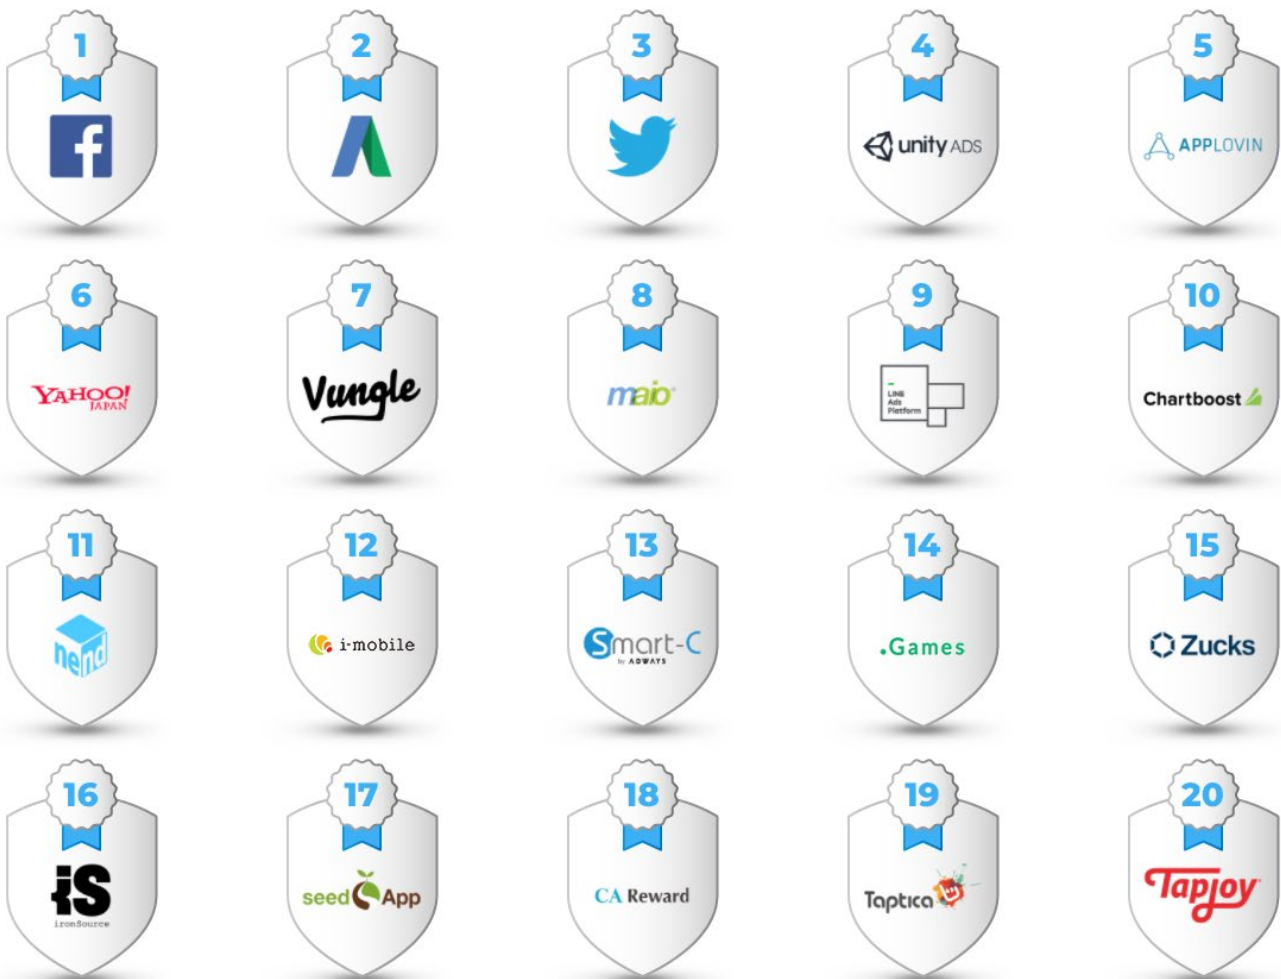 1
2
3
4
5
f
unity ADS
APPLOVIN
6
7
8
9
10
YAHOO!
JAPAN
Vungle
maio
LINE
Ads
Platform
Chartboost
11
12
13
14
15
nend
i-mobile
Smart-C
by ADWAYS
.Games
Zucks
16
17
18
19
20
iS
ironSource
seed App
CA Reward
Taptica
Tapjoy